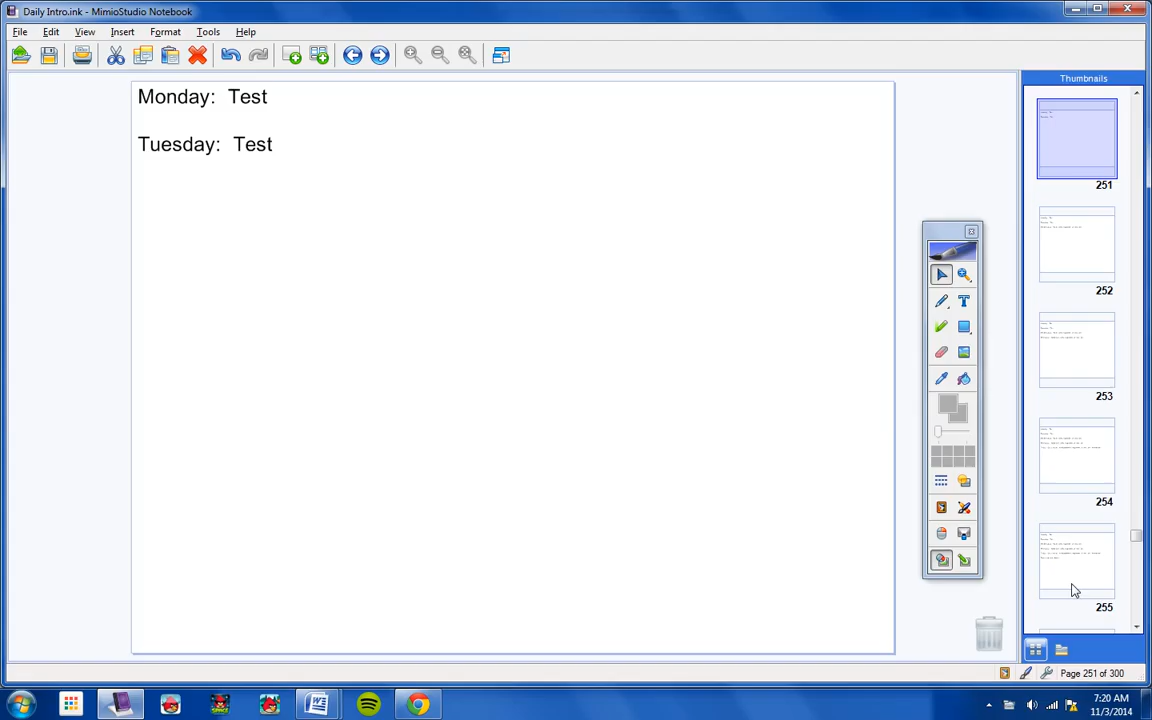 Daily Intro.ink - MimioStudio Notebook
File Edit View Insert Format Tools Help
Thumbnails
Monday: Test
Tuesday: Test
251
252
253
254
255
Page 251 of 300
7:20 AM
11/3/2014